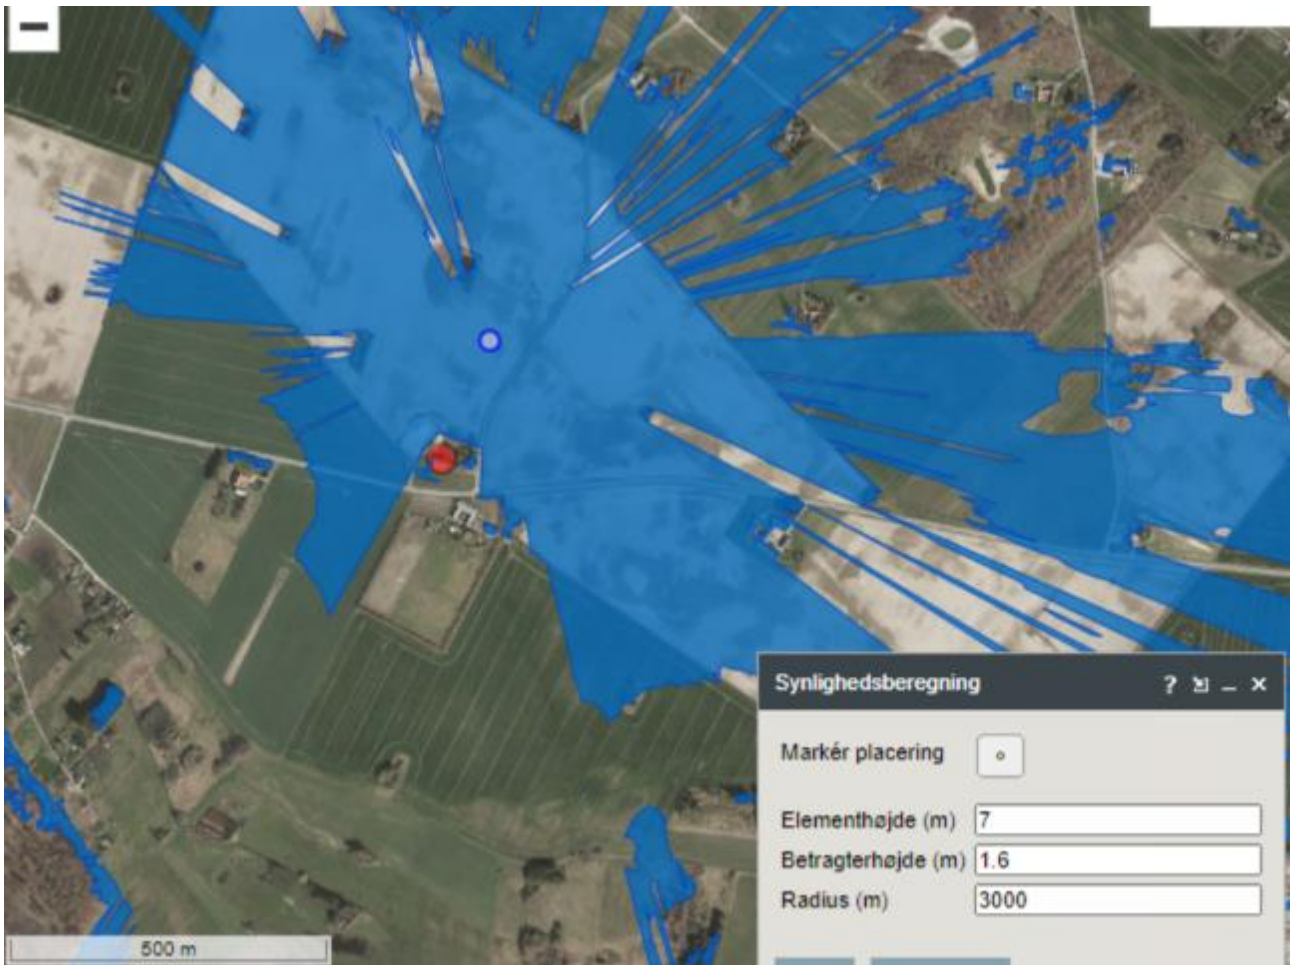 Synlighedsberegning ? _ ×
Markér placering
Elementhøjde (m) 7
Betragterhøjde (m) 1.6
Radius (m) 3000
500 m